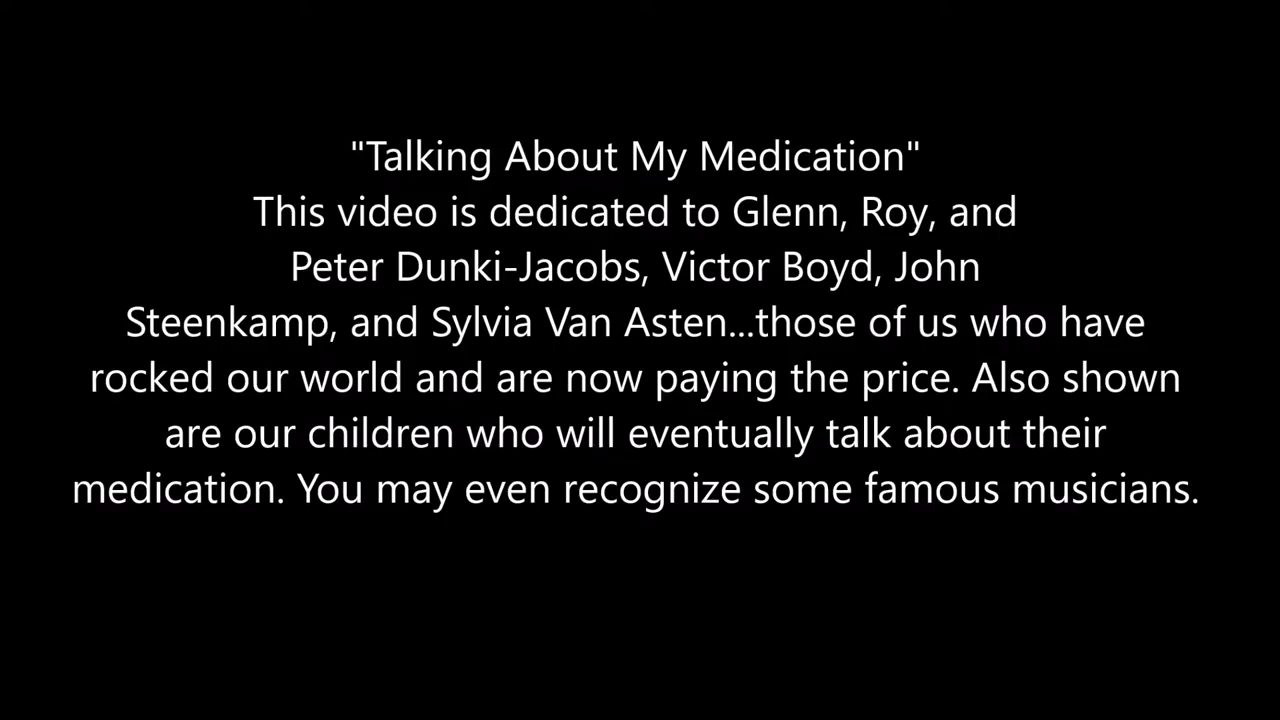 "Talking About My Medication"
This video is dedicated to Glenn, Roy, and
Peter Dunki-Jacobs, Victor Boyd, John
Steenkamp, and Sylvia Van Asten...those of us who have
rocked our world and are now paying the price. Also shown
are our children who will eventually talk about their
medication. You may even recognize some famous musicians.